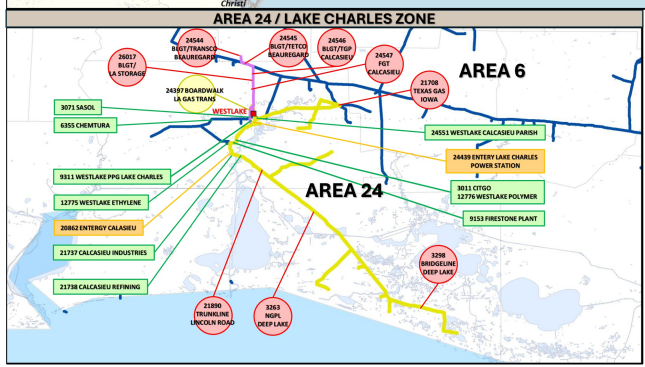 Christi
AREA 24 / LAKE CHARLES ZONE
24544
BLGT/TRANSCO
BEAUREGARD
24545
BLGT/TETCO
BEAUREGARD
24546
BLGT/TGP
CALCASIEU
24547
FGT
CALCASIEU
26017
BLGT/
LA STORAGE
AREA 6
21708
TEXAS GAS
IOWA
24397 BOARDWALK
LA GAS TRANS
WESTLAKE
3071 SASOL
6355 CHEMTURA
24551 WESTLAKE CALCASIEU PARISH
24439 ENTERY LAKE CHARLES
POWER STATION
9311 WESTLAKE PPG LAKE CHARLES
AREA 24
3011 CITGO
12776 WESTLAKE POLYMER
12775 WESTLAKE ETHYLENE
9153 FIRESTONE PLANT
20862 ENTERGY CALASIEU
21737 CALCASIEU INDUSTRIES
3298
BRIDGELINE
DEEP LAKE
21738 CALCASIEU REFINING
21890
TRUNKLINE
LINCOLN ROAD
3263
NGPL
DEEP LAKE